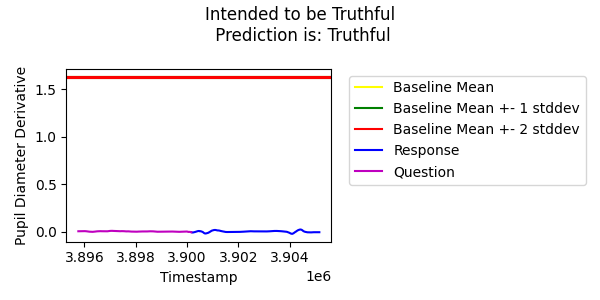 Intended to be Truthful
Prediction is: Truthful
Pupil Diameter Derivative
1.5
1.0
0.5
0.0
3.896 3.898 3.900 3.902 3.904
1e6
Timestamp
Baseline Mean
Baseline Mean +- 1 stddev
Baseline Mean +- 2 stddev
Response
Question